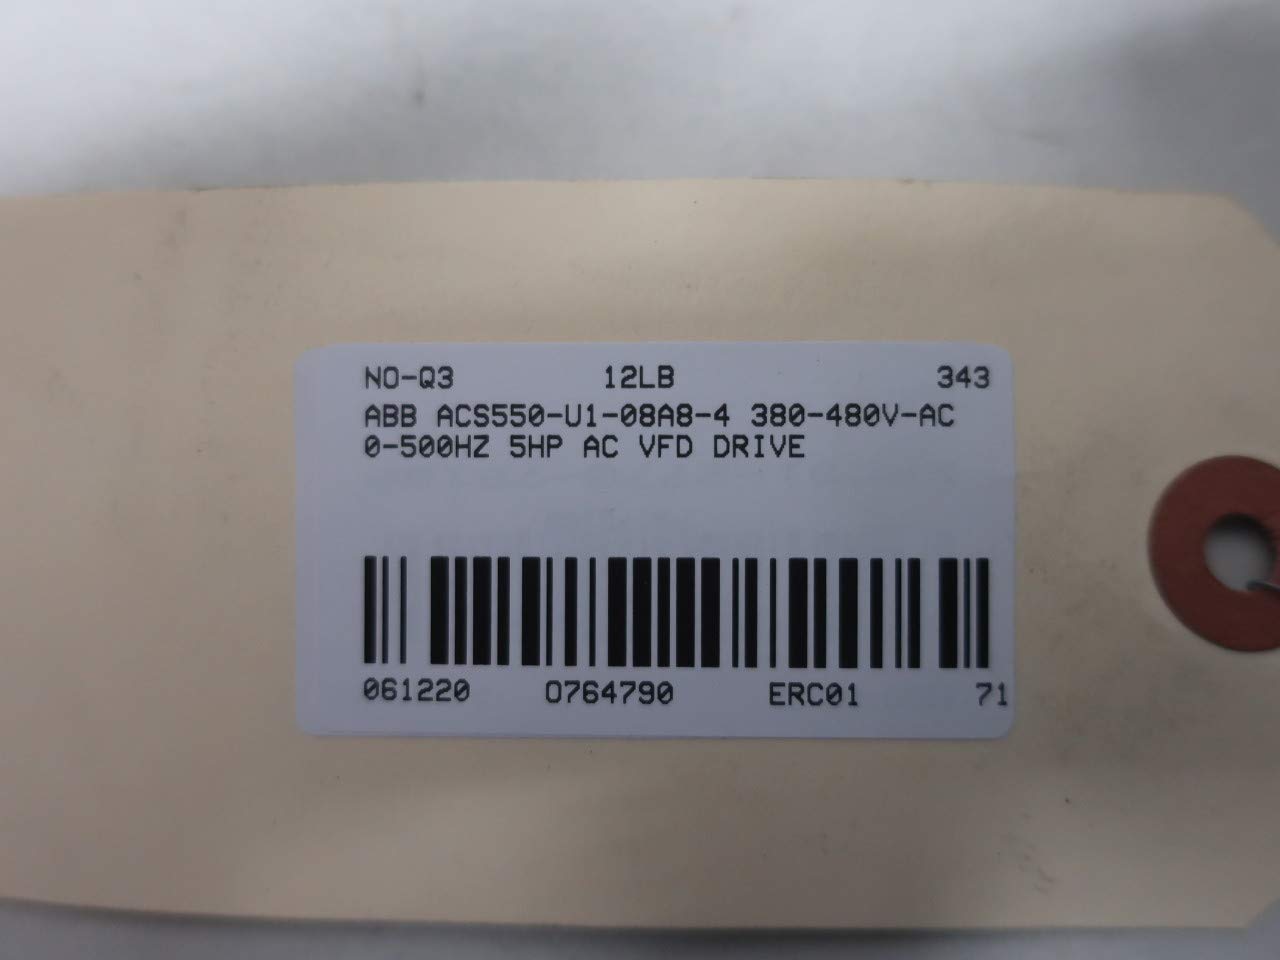 NO-Q3 12LB 343
ABB ACS550-U1-08A8-4 380-480V-AC
0-500HZ 5HP AC VFD DRIVE
061220 O764790 ERC01 71